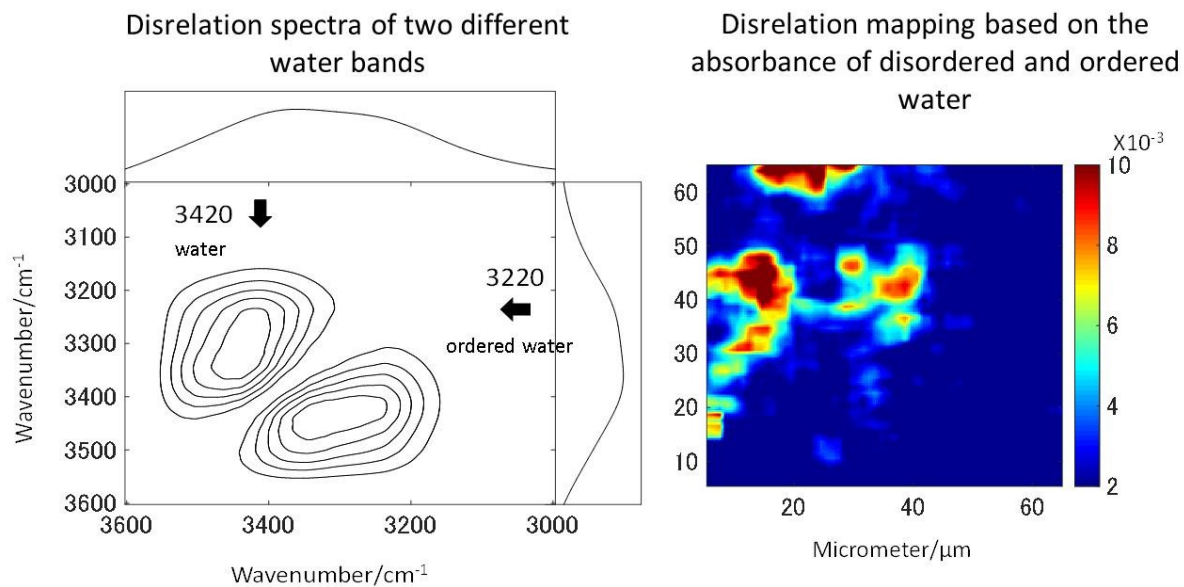 Disrelation spectra of two different
water bands
3000
3100
3200
3300
3400
3500
3600
Wavenumber/cm-1
3420
water
3220
ordered water
3600
3400
3200
3000
Wavenumber/cm-1
Disrelation mapping based on the
absorbance of disordered and ordered
water
X10-3
60
50
40
30
20
10
20
40
60
Micrometer/μm
10
8
6
4
2